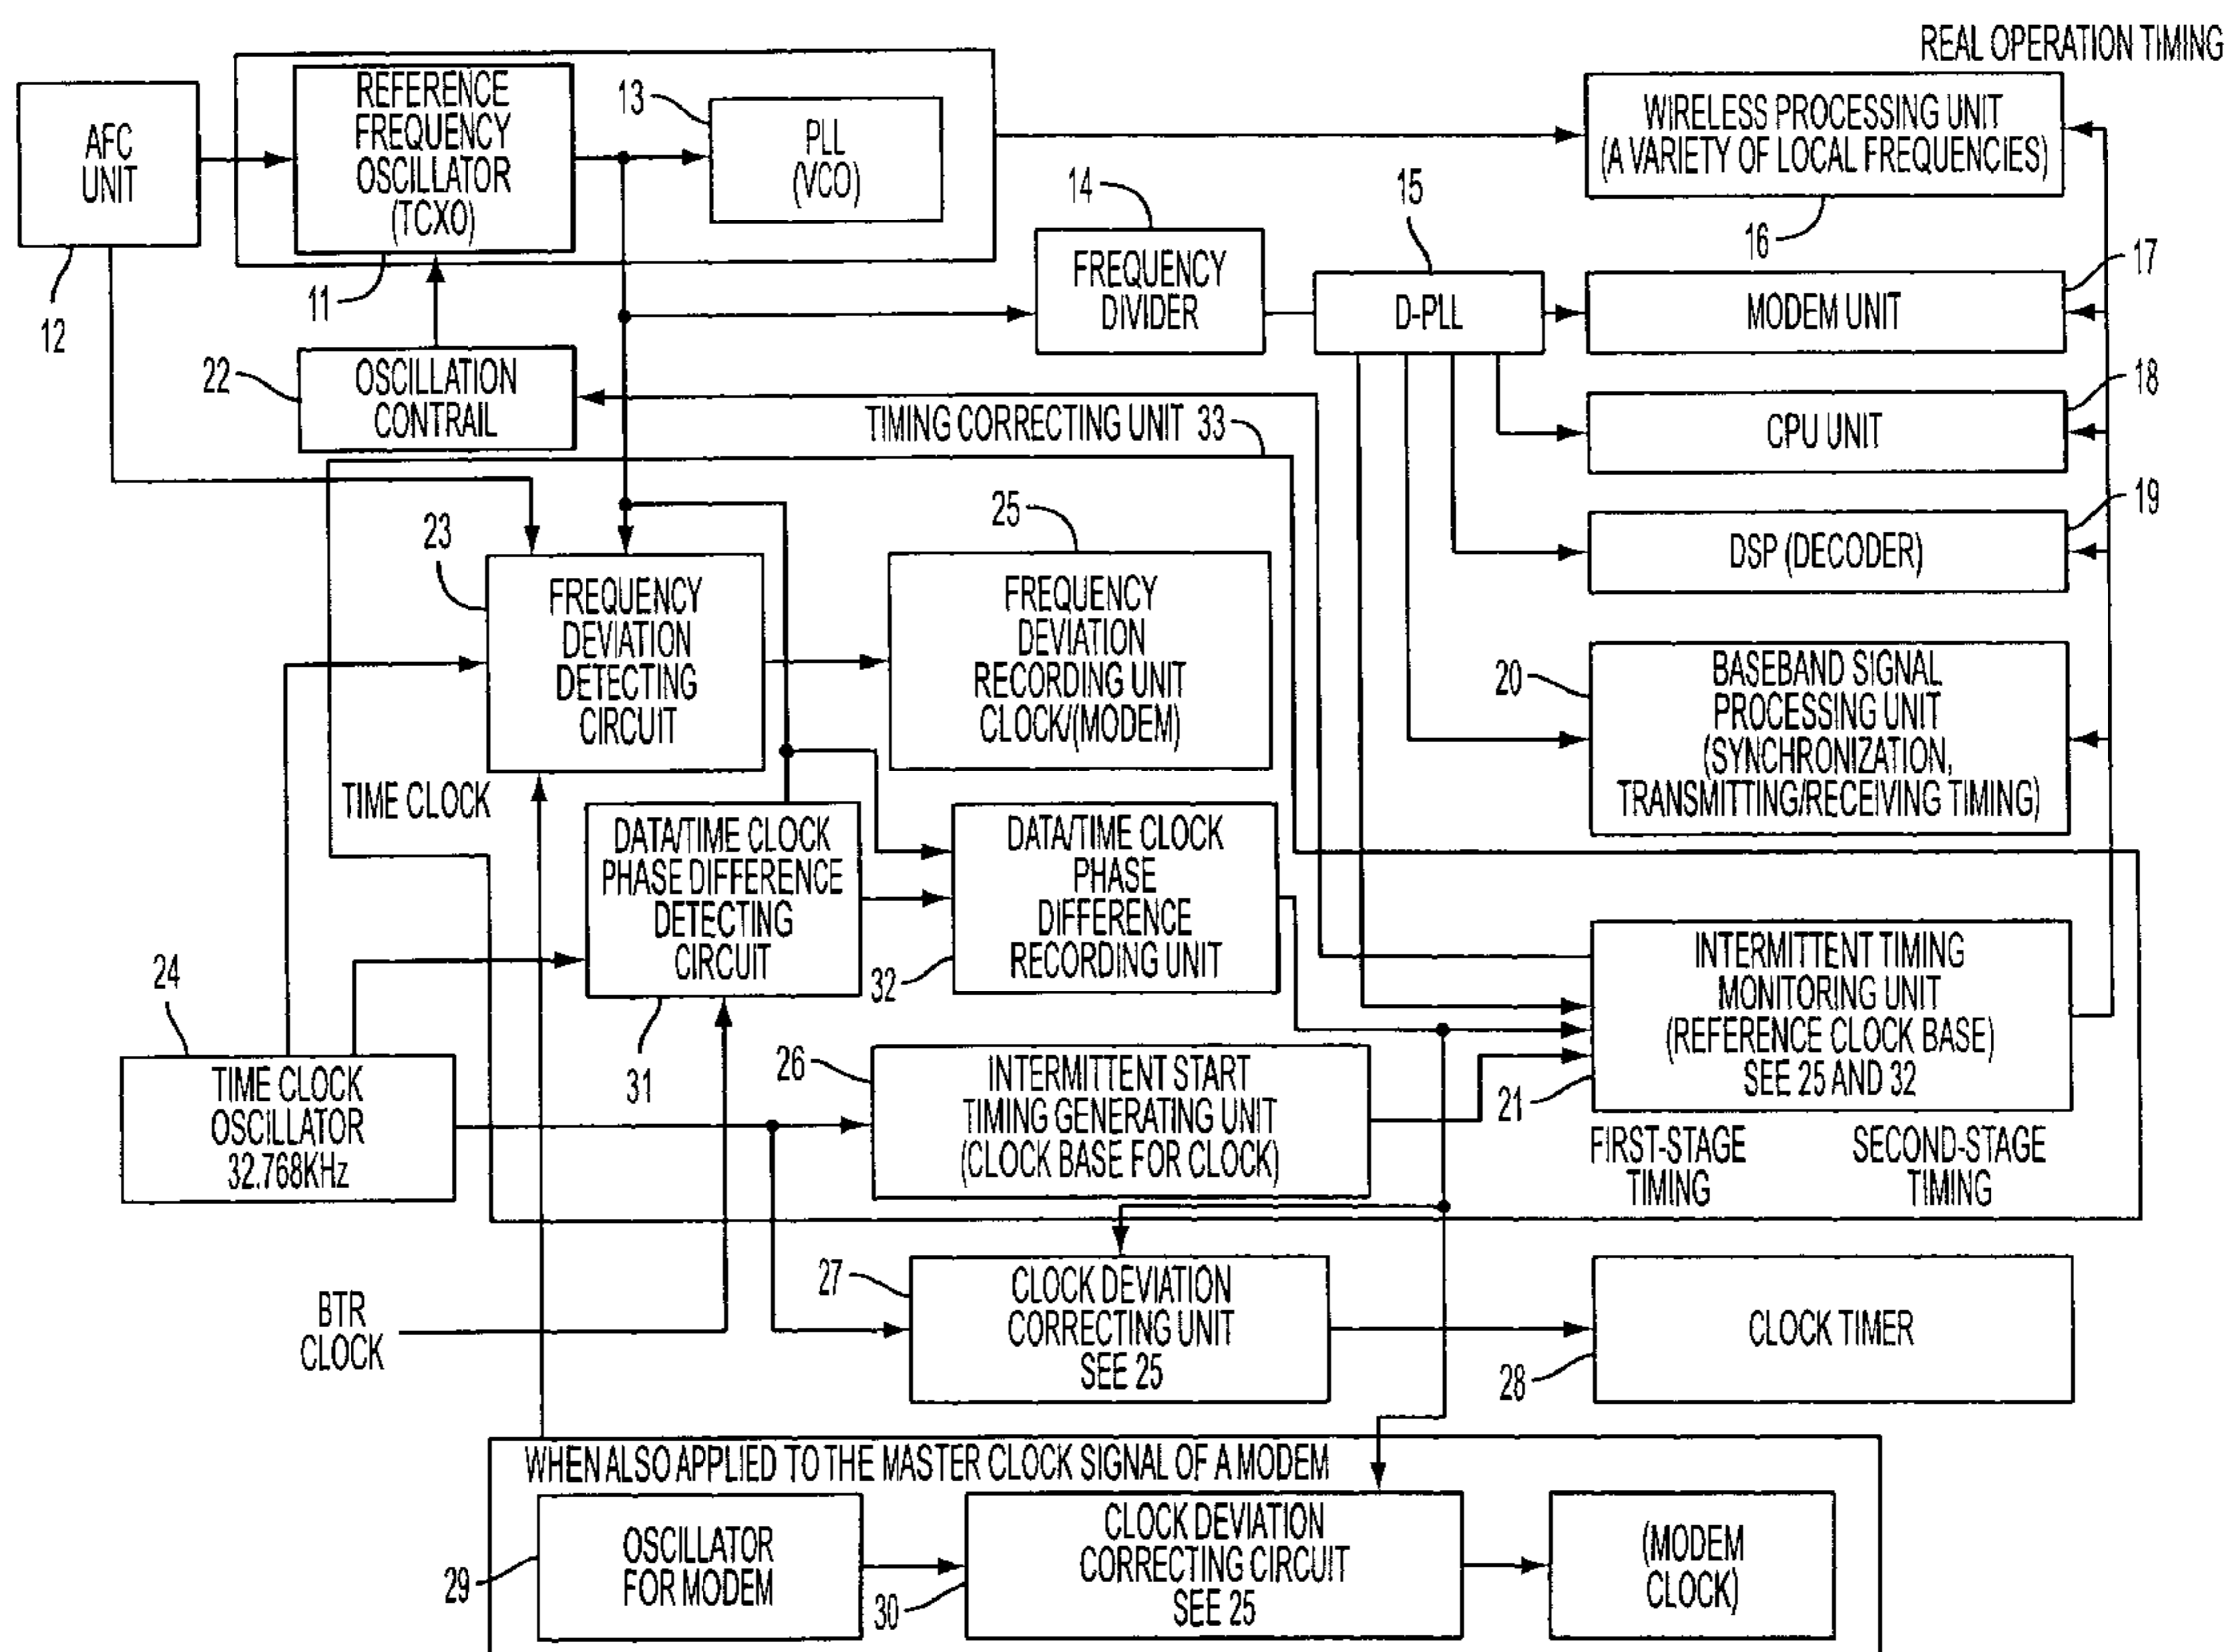 REAL OPERATION TIMING
AFC
UNIT
12
REFERENCE
FREQUENCY
OSCILLATOR
(TCXO)
11
13
PLL
(VCO)
WIRELESS PROCESSING UNIT
(A VARIETY OF LOCAL FREQUENCIES)
16
14
FREQUENCY
DIVIDER
15
D-PLL
MODEM UNIT
17
22
OSCILLATION
CONTRAIL
TIMING CORRECTING UNIT 33
CPU UNIT
18
DSP (DECODER)
19
23
FREQUENCY
DEVIATION
DETECTING
CIRCUIT
25
FREQUENCY
DEVIATION
RECORDING UNIT
CLOCK/(MODEM)
20
BASEBAND SIGNAL
PROCESSING UNIT
(SYNCHRONIZATION,
TRANSMITTING/RECEIVING TIMING)
TIME CLOCK
DATA/TIME CLOCK
PHASE DIFFERENCE
DETECTING
CIRCUIT
31
DATA/TIME CLOCK
PHASE
DIFFERENCE
RECORDING UNIT
32
INTERMITTENT TIMING
MONITORING UNIT
(REFERENCE CLOCK BASE)
SEE 25 AND 32
21
FIRST-STAGE
TIMING
SECOND-STAGE
TIMING
24
TIME CLOCK
OSCILLATOR
32.768KHz
26
INTERMITTENT START
TIMING GENERATING UNIT
(CLOCK BASE FOR CLOCK)
BTR
CLOCK
27
CLOCK DEVIATION
CORRECTING UNIT
SEE 25
CLOCK TIMER
28
WHEN ALSO APPLIED TO THE MASTER CLOCK SIGNAL OF A MODEM
29
OSCILLATOR
FOR MODEM
30
CLOCK DEVIATION
CORRECTING CIRCUIT
SEE 25
(MODEM
CLOCK)